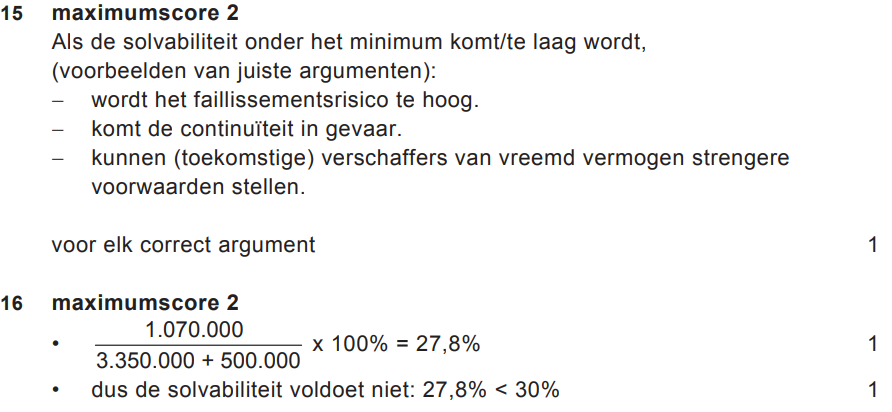 15 maximumscore 2
Als de solvabiliteit onder het minimum komt/te laag wordt,
(voorbeelden van juiste argumenten):
− wordt het faillissementsrisico te hoog.
− komt de continuïteit in gevaar.
− kunnen (toekomstige) verschaffers van vreemd vermogen strengere
voorwaarden stellen.
voor elk correct argument 1
16 maximumscore 2
1.070.000
• x 100% = 27,8% 1
3.350.000 + 500.000
• dus de solvabiliteit voldoet niet: 27,8% < 30% 1